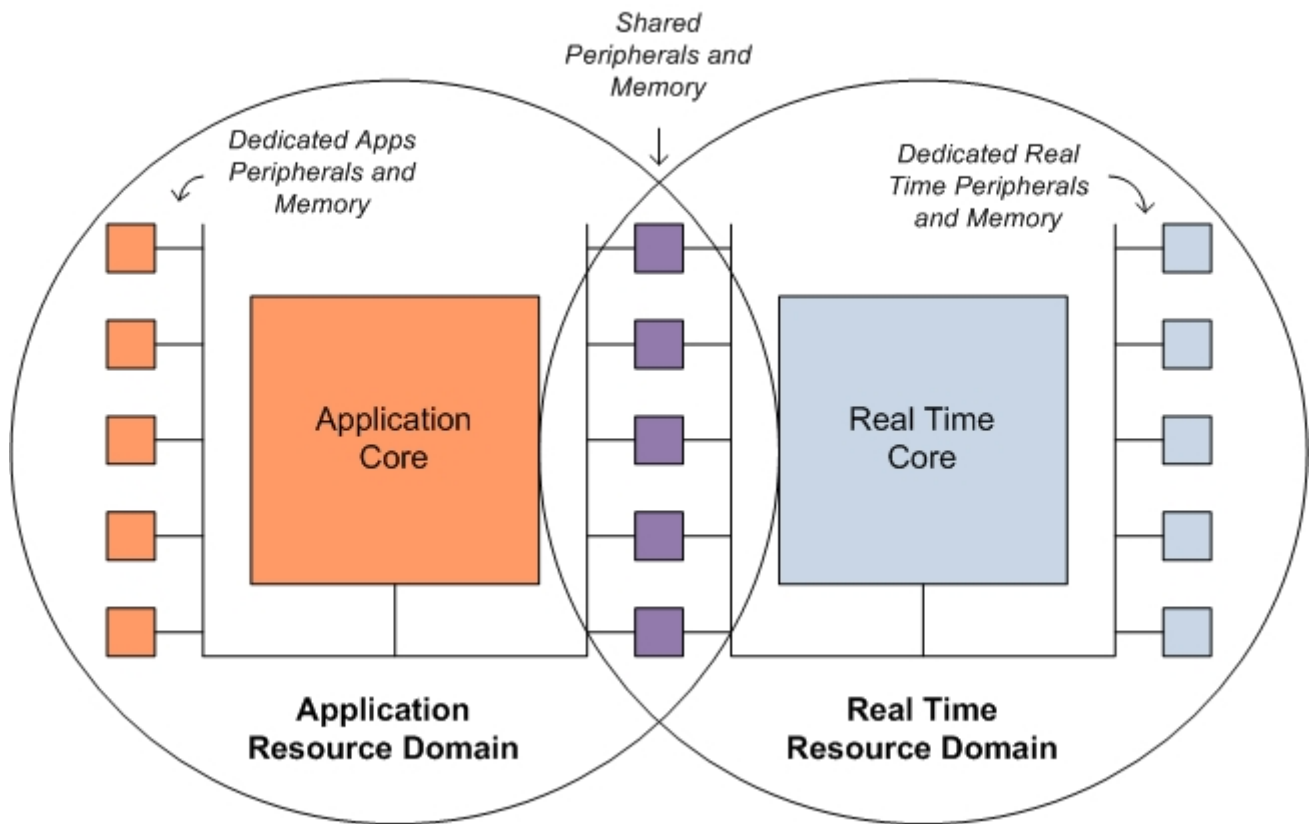 Shared
Peripherals and
Memory
Dedicated Apps
Peripherals and
Memory
Dedicated Real
Time Peripherals
and Memory
Application
Core
Real Time
Core
Application
Resource Domain
Real Time
Resource Domain